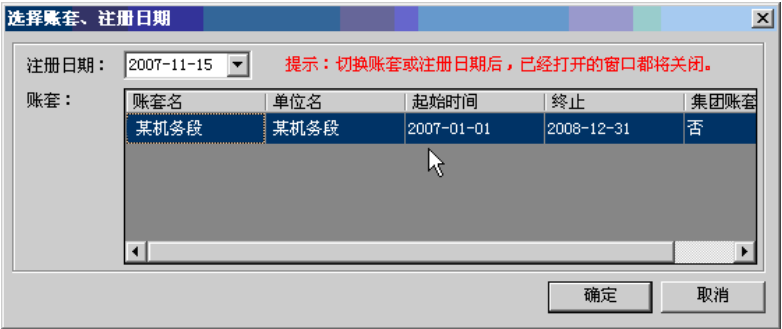 选择账套、注册日期
注册日期： 2007-11-15 提示：切换账套或注册日期后，已经打开的窗口都将关闭。
账套： 账套名 单位名 起始时间 终止 集团账套
某机务段 某机务段 2007-01-01 2008-12-31 否
确定 取消